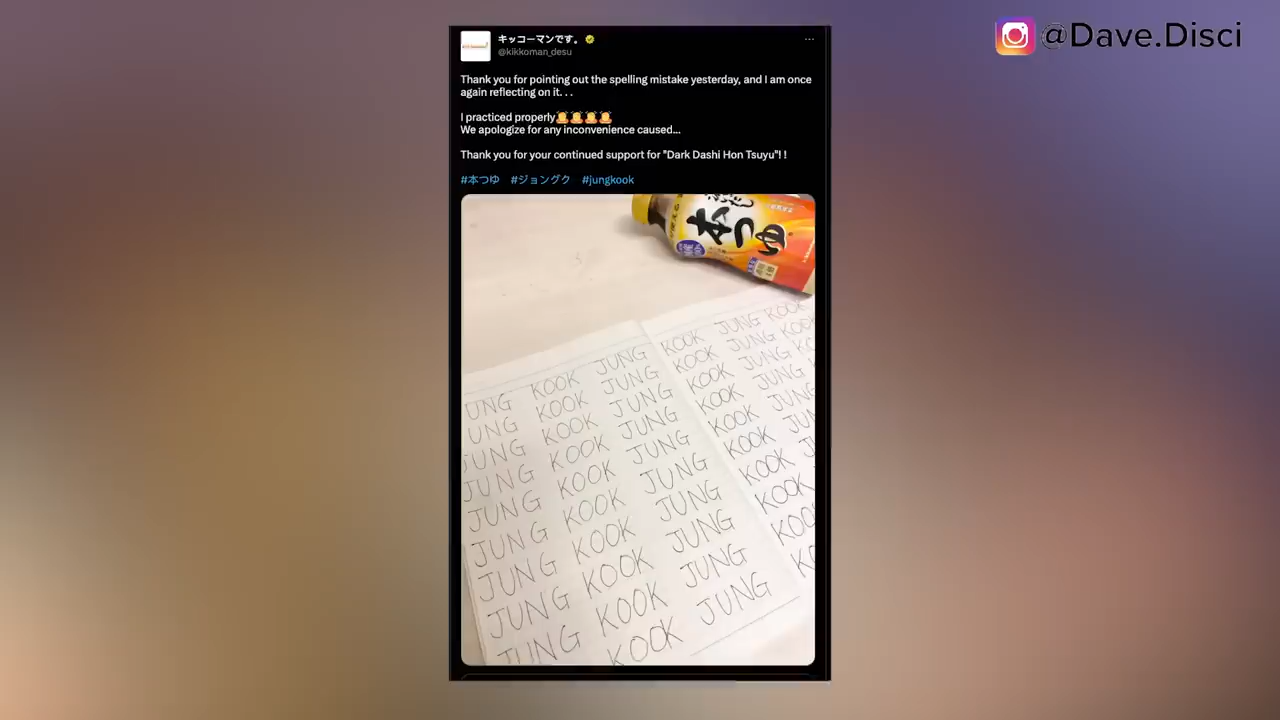 @Dave.Disci
キッコーマンです。
@kikkoman_desu
Thank you for pointing out the spelling mistake yesterday, and I am once
again reflecting on it. . .
I practiced properly
We apologize for any inconvenience caused...
Thank you for your continued support for "Dark Dashi Hon Tsuyu"! !
#本つゆ #ジョングク #jungkook
本つゆ
UNG KOOK JUNG KOOK JUNG KOOK
UNG KOOK JUNG KOOK JUNG KOOK
JUNG KOOK JUNG KOOK JUNG KO
JUNG KOOK JUNG KOOK JUNG
JUNG KOOK JUNG KOOK JUNG
JUNG KOOK JUNG KOOK JU
JUNG KOOK JUNG KOOK J
JUNG KOOK JUNG KOOK
JUNG KOOK JUNG KOO
KOOK JUNG K